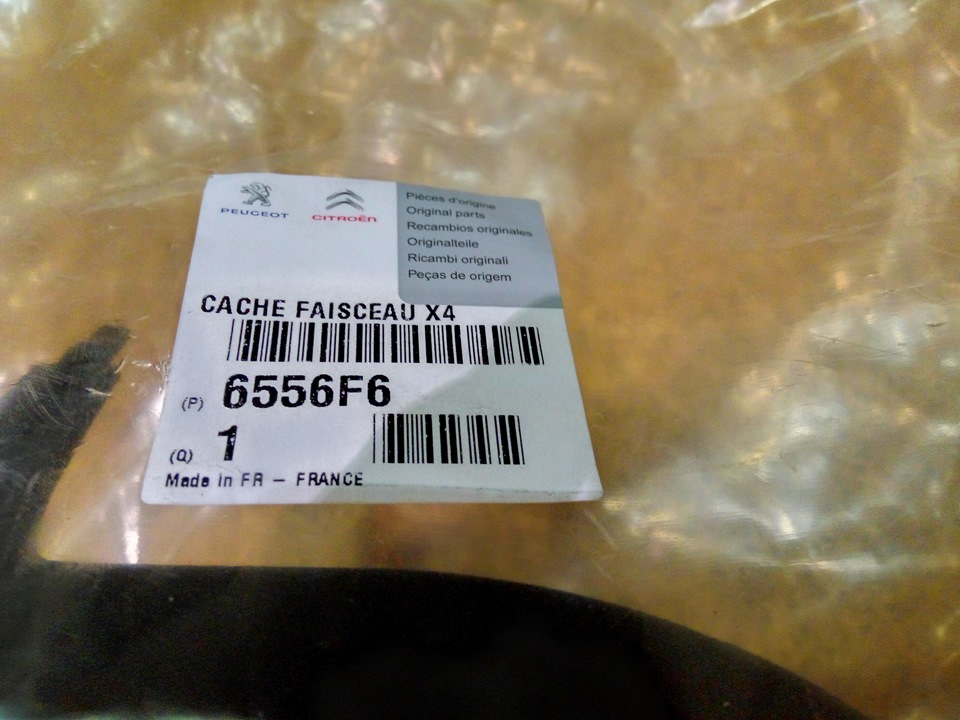 PEUGEOT
CITROËN
Pièces d'origine
Original parts
Recambios originales
Originalteile
Ricambi originali
Peças de origem
CACHE FAISCEAU X4
(P) 6556F6
(Q) 1
Made in FR – FRANCE